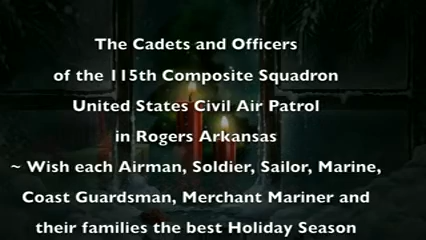 The Cadets and Officers
of the 115th Composite Squadron
United States Civil Air Patrol
in Rogers Arkansas
~ Wish each Airman, Soldier, Sailor, Marine,
Coast Guardsman, Merchant Mariner and
their families the best Holiday Season